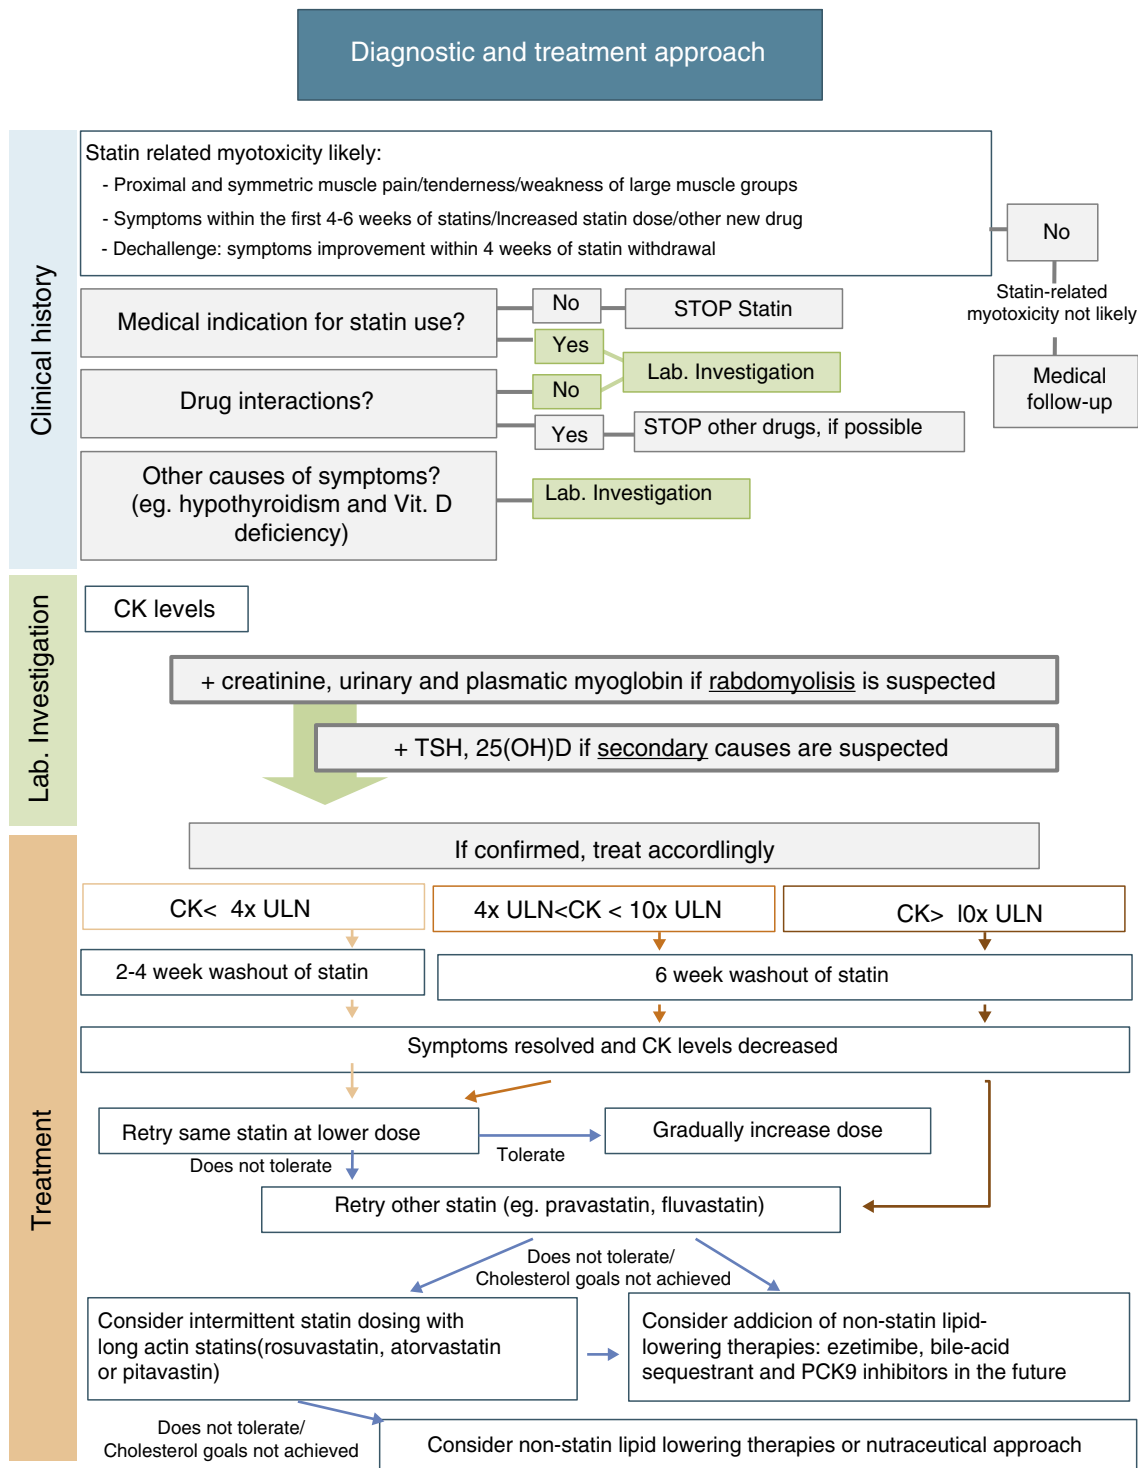 Diagnostic and treatment approach
Clinical history
Statin related myotoxicity likely:
- Proximal and symmetric muscle pain/tenderness/weakness of large muscle groups
- Symptoms within the first 4-6 weeks of statins/Increased statin dose/other new drug
- Dechallenge: symptoms improvement within 4 weeks of statin withdrawal
No
Statin-related
myotoxicity not likely
Medical
follow-up
Medical indication for statin use?
No
STOP Statin
Yes
Lab. Investigation
Drug interactions?
No
Yes
STOP other drugs, if possible
Other causes of symptoms?
(eg. hypothyroidism and Vit. D
deficiency)
Lab. Investigation
Lab. Investigation
CK levels
+ creatinine, urinary and plasmatic myoglobin if rabdomyolisis is suspected
+ TSH, 25(OH)D if secondary causes are suspected
Treatment
If confirmed, treat accordingly
CK< 4x ULN
4x ULN<CK < 10x ULN
CK> l0x ULN
2-4 week washout of statin
6 week washout of statin
Symptoms resolved and CK levels decreased
Retry same statin at lower dose
Tolerate
Gradually increase dose
Does not tolerate
Retry other statin (eg. pravastatin, fluvastatin)
Does not tolerate/
Cholesterol goals not achieved
Consider intermittent statin dosing with
long actin statins(rosuvastatin, atorvastatin
or pitavastin)
Consider addicion of non-statin lipid-
lowering therapies: ezetimibe, bile-acid
sequestrant and PCK9 inhibitors in the future
Does not tolerate/
Cholesterol goals not achieved
Consider non-statin lipid lowering therapies or nutraceutical approach